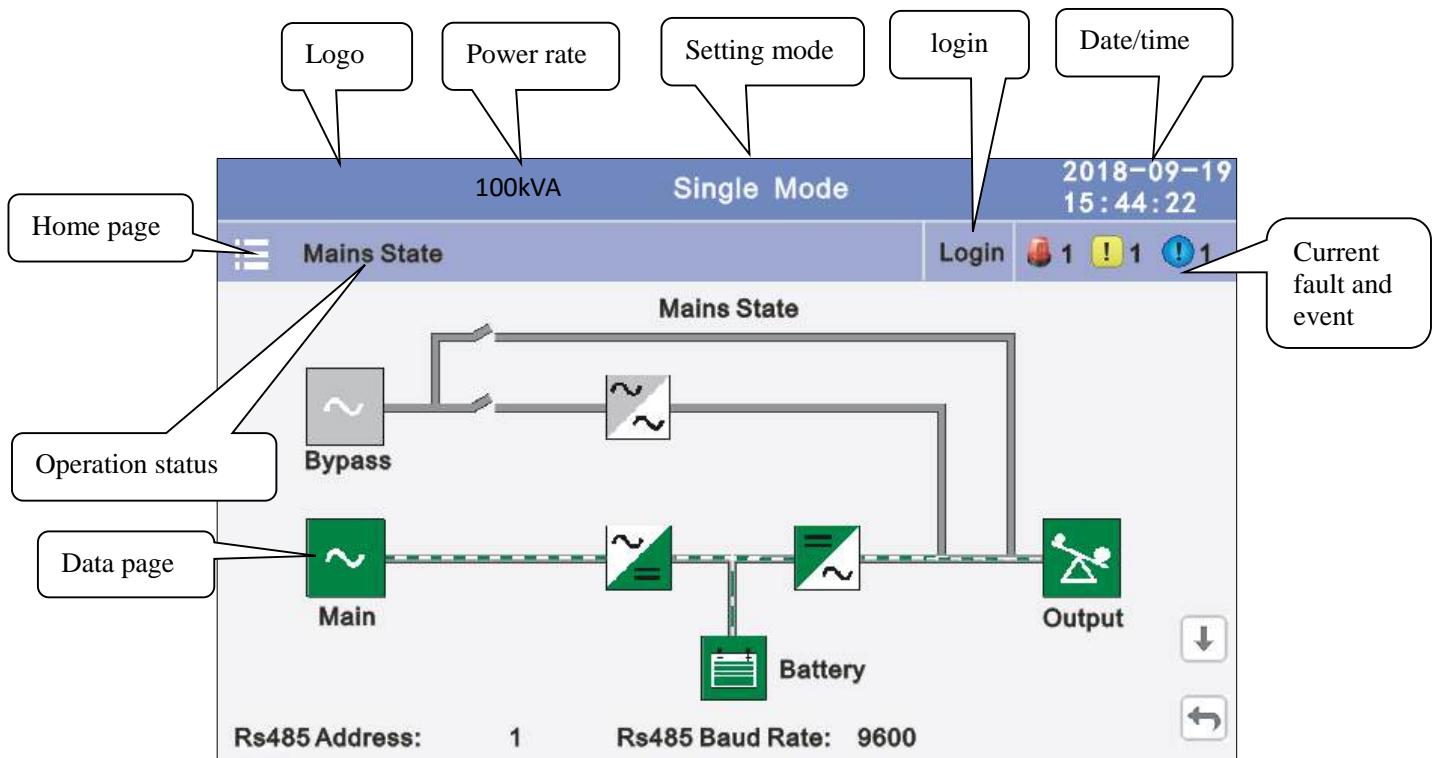 Logo
Power rate
Setting mode
login
Date/time
100kVA
Single Mode
2018-09-19
15:44:22
Home page
Mains State
Login
1
1
1
Current
fault and
event
Mains State
Bypass
Operation status
Data page
Main
Output
Battery
Rs485 Address: 1 Rs485 Baud Rate: 9600